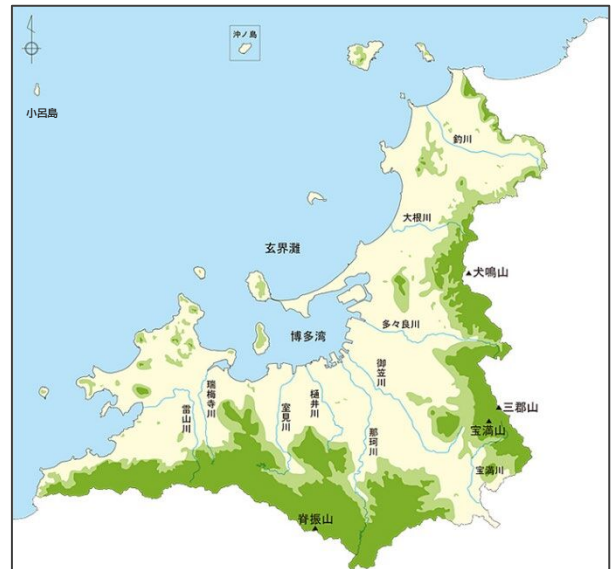 沖ノ島
小呂島
釣川
大根川
玄界灘
犬鳴山
博多湾
多々良川
御笠川
瑞梅寺川
雷山川
室見川
樋井川
那珂川
三郡山
宝満山
宝満川
脊振山